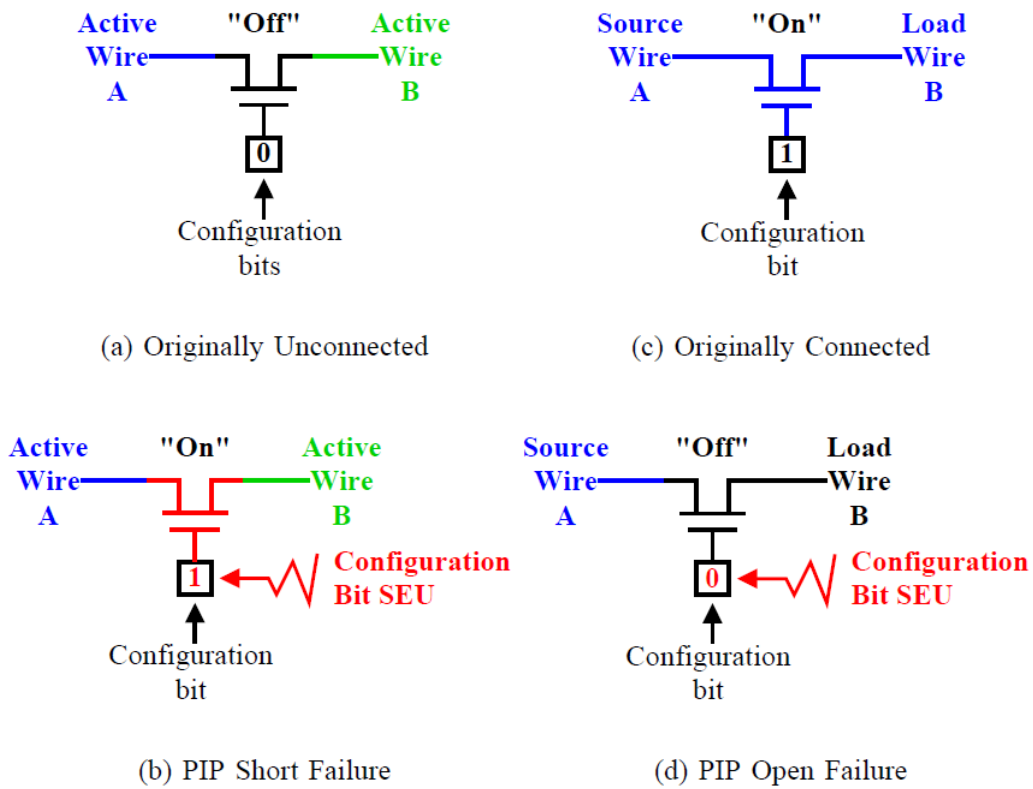 Active "Off" Active
Wire Wire
A B
0
Configuration
bits
(a) Originally Unconnected
Source "On" Load
Wire Wire
A B
1
Configuration
bit
(c) Originally Connected
Active "On" Active
Wire Wire
A B
1 Configuration
Bit SEU
Configuration
bit
(b) PIP Short Failure
Source "Off" Load
Wire Wire
A B
0 Configuration
Bit SEU
Configuration
bit
(d) PIP Open Failure